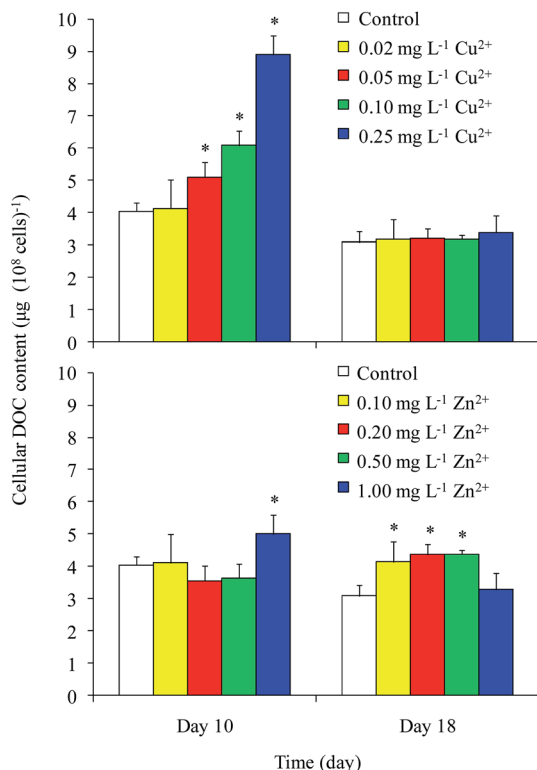 Cellular DOC content (µg (10⁸ cells)⁻¹)
10
9
8
7
6
5
4
3
2
1
0
Control
0.02 mg L⁻¹ Cu²⁺
0.05 mg L⁻¹ Cu²⁺
0.10 mg L⁻¹ Cu²⁺
0.25 mg L⁻¹ Cu²⁺
*
*
*
10
9
8
7
6
5
4
3
2
1
0
Control
0.10 mg L⁻¹ Zn²⁺
0.20 mg L⁻¹ Zn²⁺
0.50 mg L⁻¹ Zn²⁺
1.00 mg L⁻¹ Zn²⁺
*
* * *
Day 10 Day 18
Time (day)